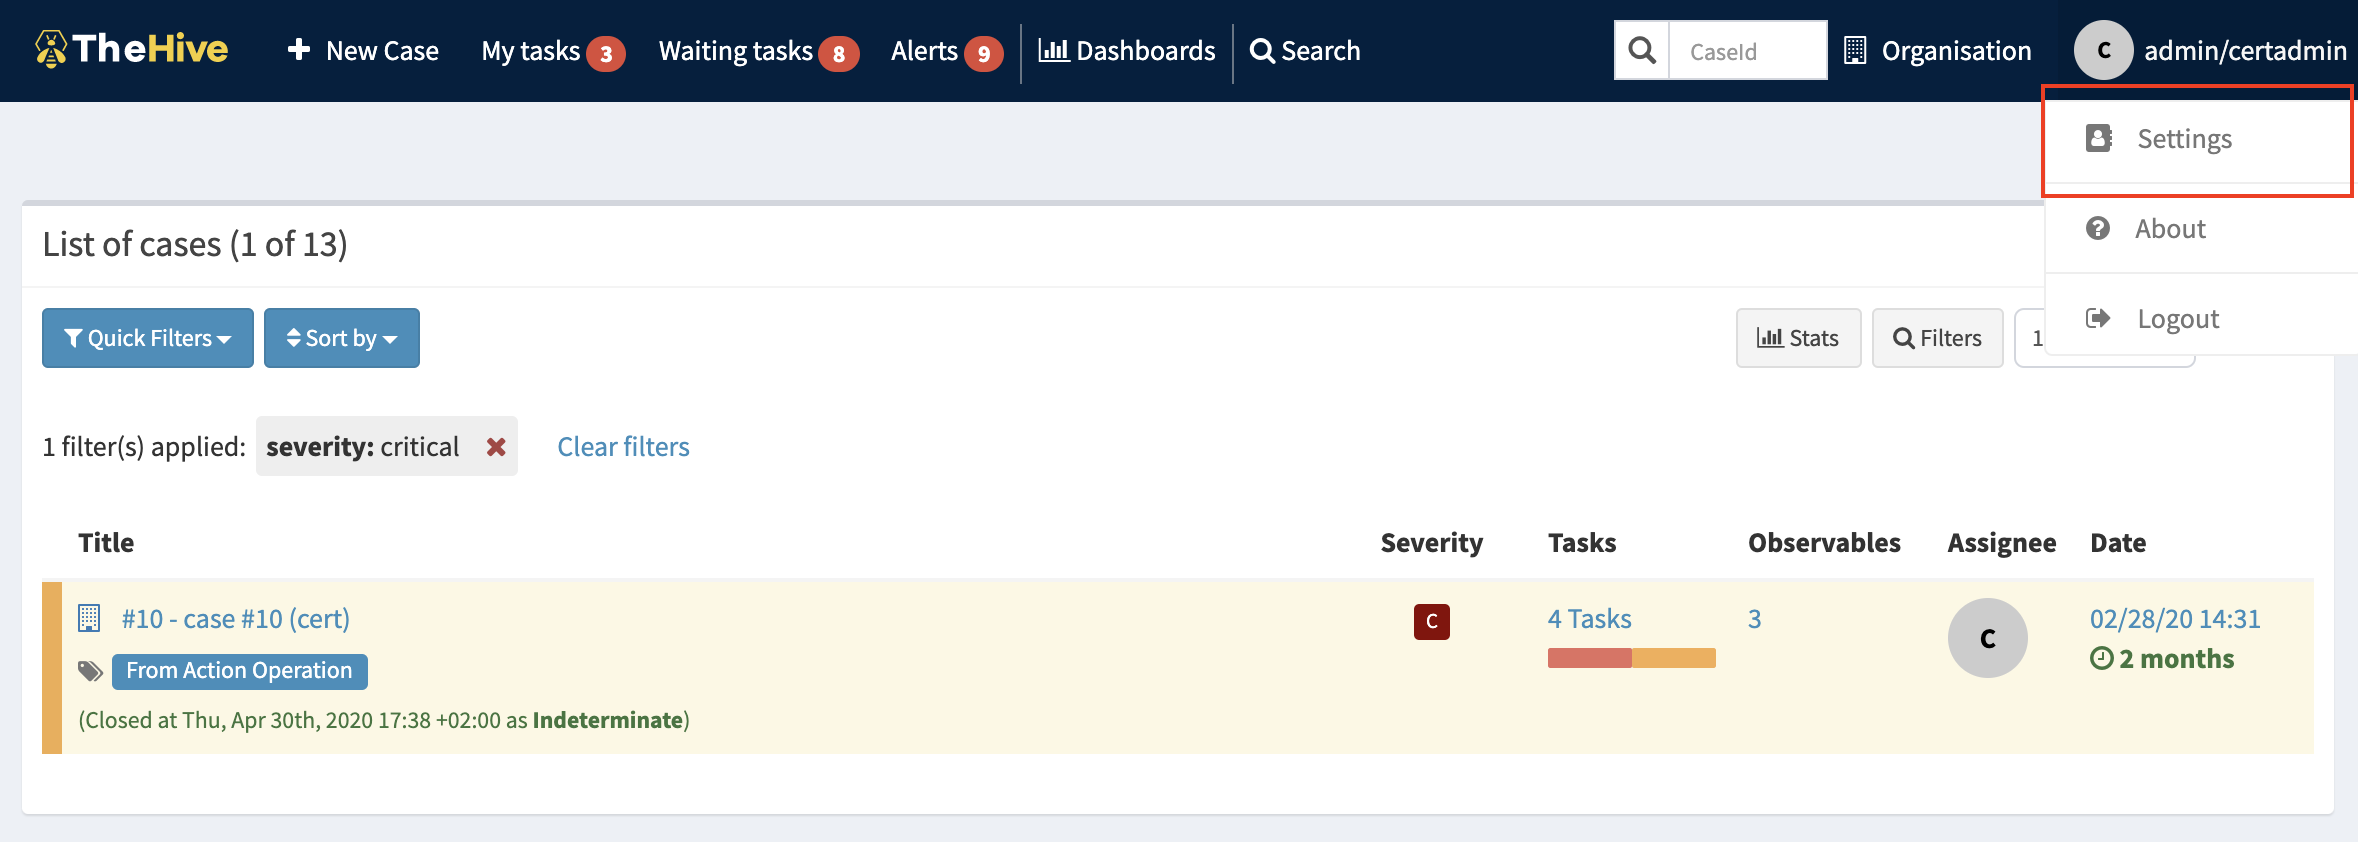 TheHive New Case My tasks 3 Waiting tasks 8 Alerts 9 Dashboards Search CaseId Organisation C admin/certadmin
Settings
About
Logout
List of cases (1 of 13)
Quick Filters Sort by Stats Filters 1
1 filter(s) applied: severity: critical Clear filters
Title Severity Tasks Observables Assignee Date
#10 - case #10 (cert) C 4 Tasks 3 C 02/28/20 14:31
2 months
From Action Operation
(Closed at Thu, Apr 30th, 2020 17:38 +02:00 as Indeterminate)